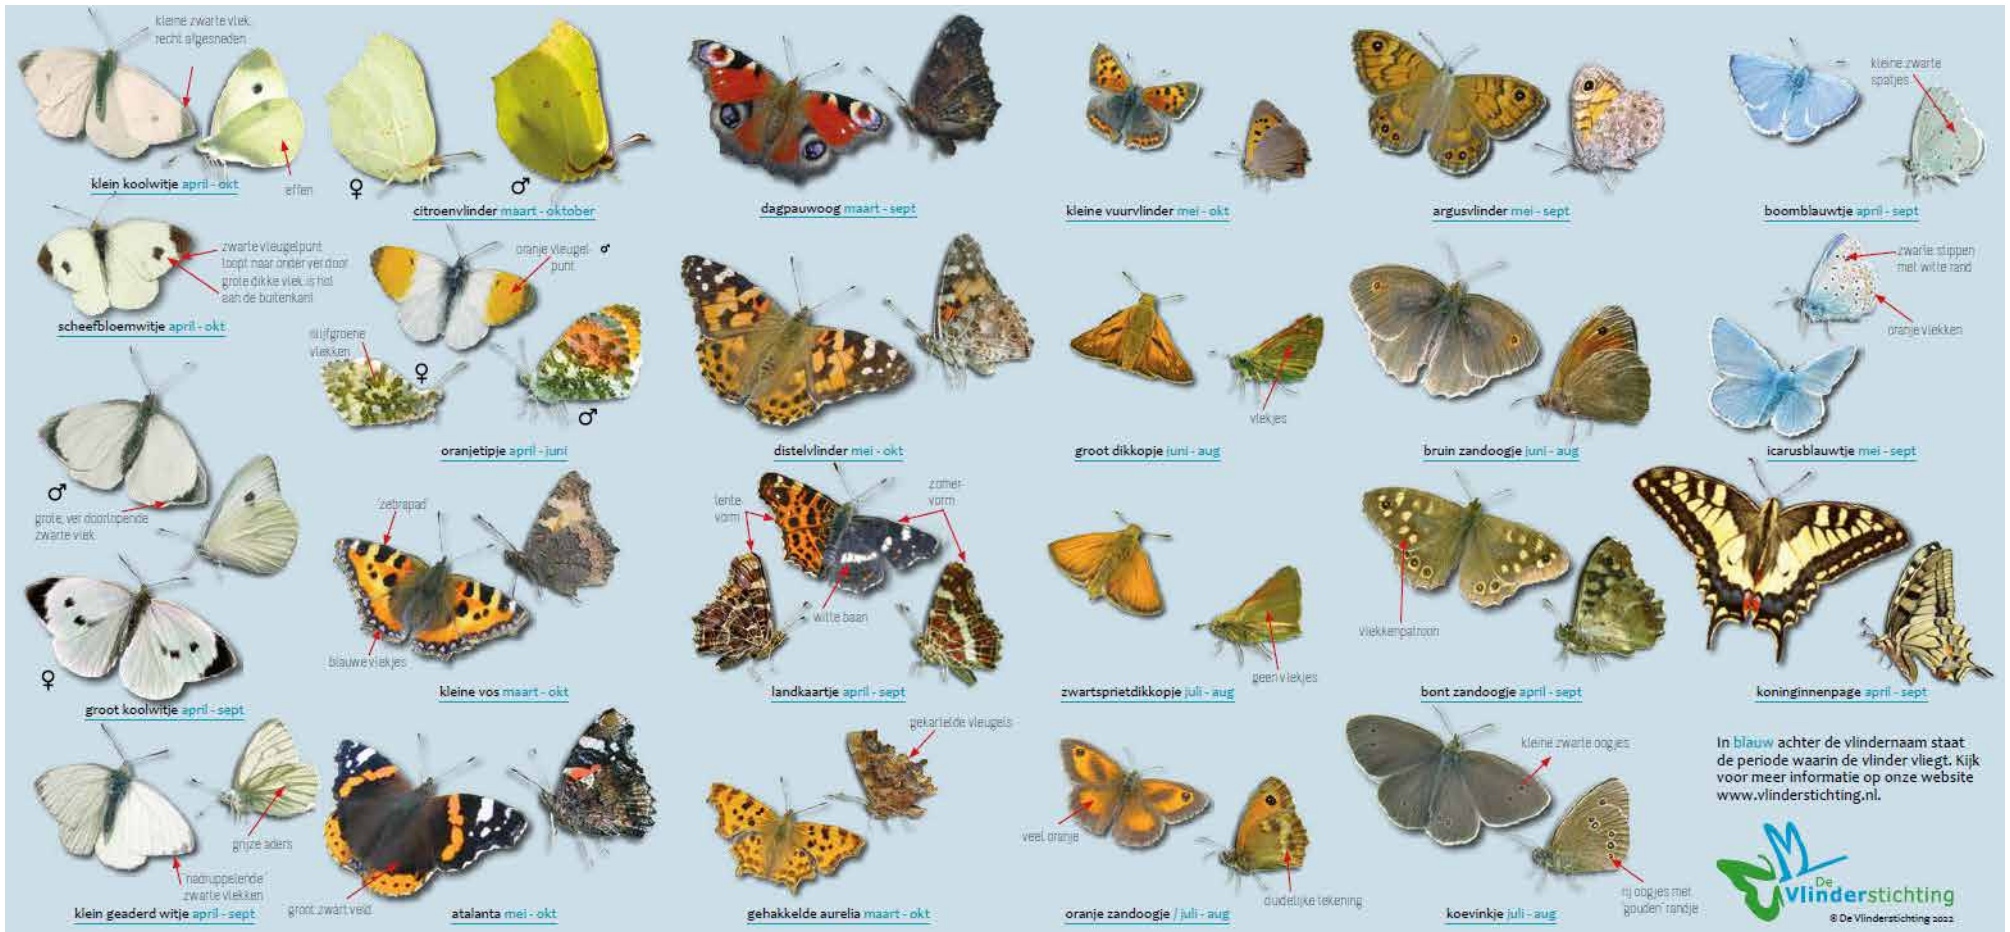 kleine zwarte vlek,
recht afgesneden
effen
klein koolwitje april - okt
♀
♂
citroenvlinder maart - oktober
dagpauwoog maart - sept
kleine vuurvlinder mei - okt
argusvlinder mei - sept
kleine zwarte
spatjes
boomblauwtje april - sept
zwarte vleugelpunt
loopt naar onder ver door
grote dikke vlek is hol
aan de buitenkant
scheefbloemwitje april - okt
oranje vleugel- ♂
punt
olijfgroene
vlekken
♀
♂
oranjetipje april - juni
distelvlinder mei - okt
vlekjes
groot dikkopje juni - aug
bruin zandoogje juni - aug
zwarte stippen
met witte rand
oranje vlekken
icarusblauwtje mei - sept
♂
grote, ver doorlopende
zwarte vlek
♀
groot koolwitje april - sept
'zebrapad'
blauwe vlekjes
kleine vos maart - okt
lente-
vorm
zomer-
vorm
witte baan
landkaartje april - sept
geen vlekjes
zwartsprietdikkopje juli - aug
vlekkenpatroon
bont zandoogje april - sept
koninginnenpage april - sept
grijze aders
'nadruppelende'
zwarte vlekken
klein geaderd witje april - sept
groot zwart veld
atalanta mei - okt
gekartelde vleugels
gehakkelde aurelia maart - okt
veel oranje
duidelijke tekening
oranje zandoogje / juli - aug
kleine zwarte oogjes
rij oogjes met
'gouden' randje
koevinkje juli - aug
In blauw achter de vlindernaam staat
de periode waarin de vlinder vliegt. Kijk
voor meer informatie op onze website
www.vlinderstichting.nl.
De
Vlinderstichting
© De Vlinderstichting 2022